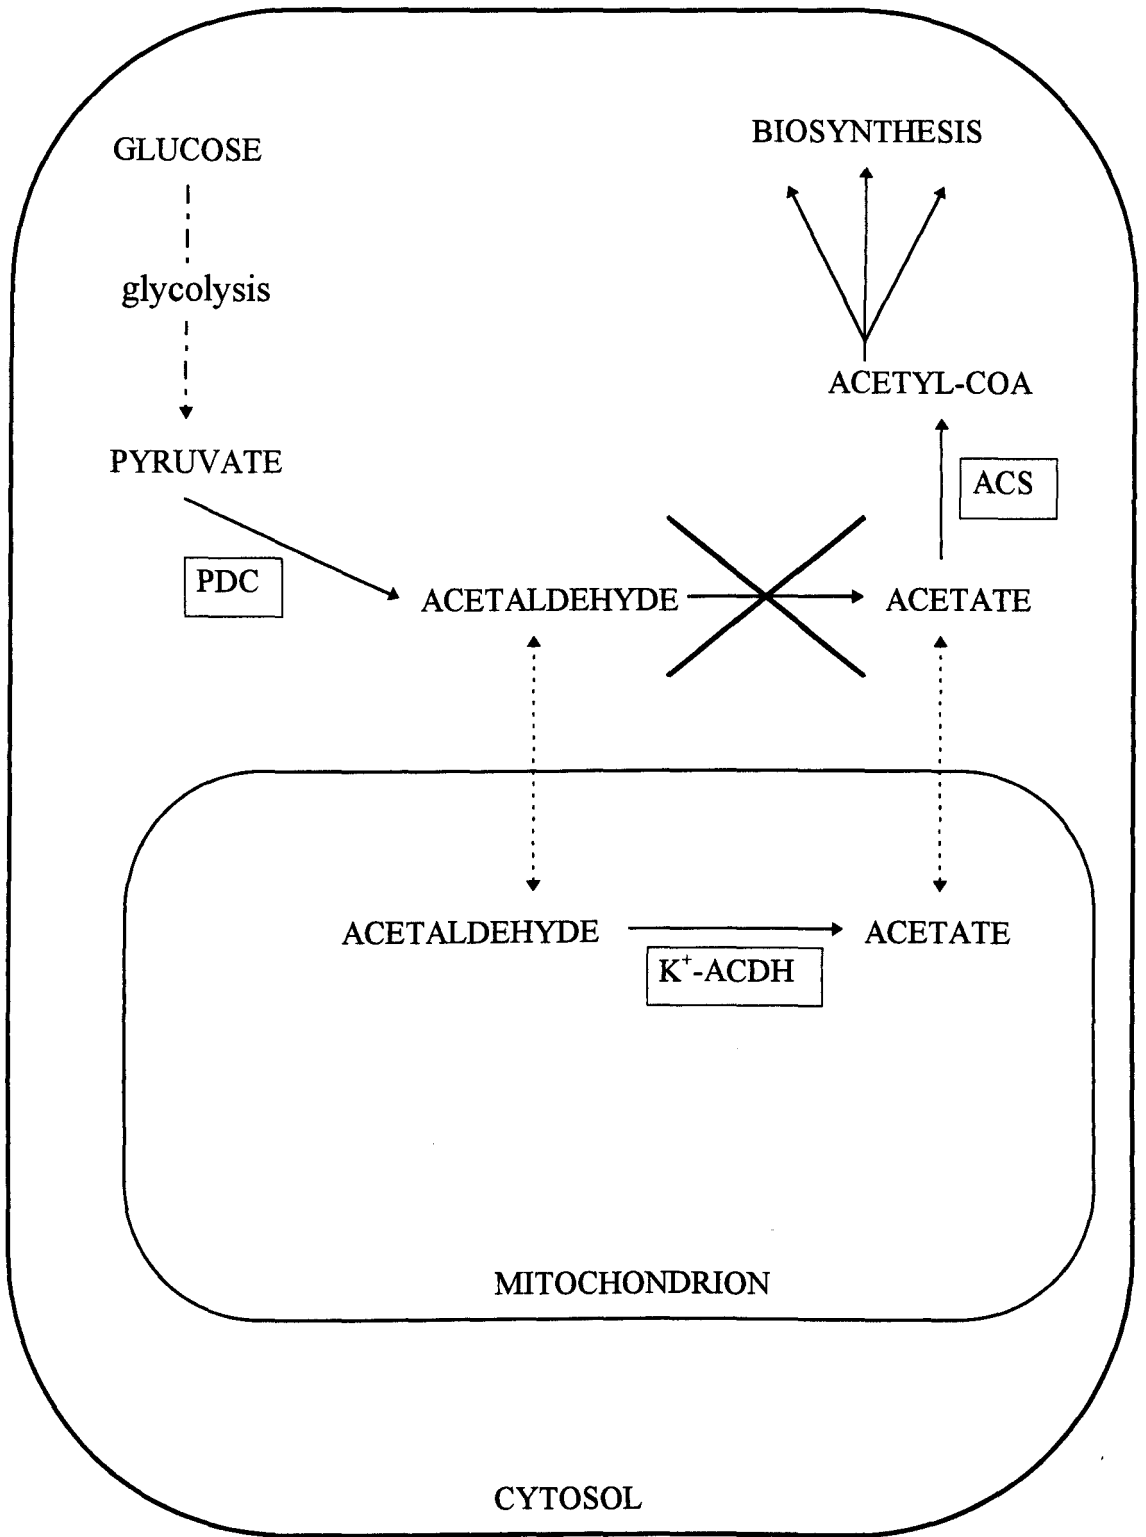 BIOSYNTHESIS
GLUCOSE
glycolysis
ACETYL-COA
PYRUVATE
ACS
PDC
ACETALDEHYDE
ACETATE
ACETALDEHYDE
ACETATE
K⁺-ACDH
MITOCHONDRION
CYTOSOL